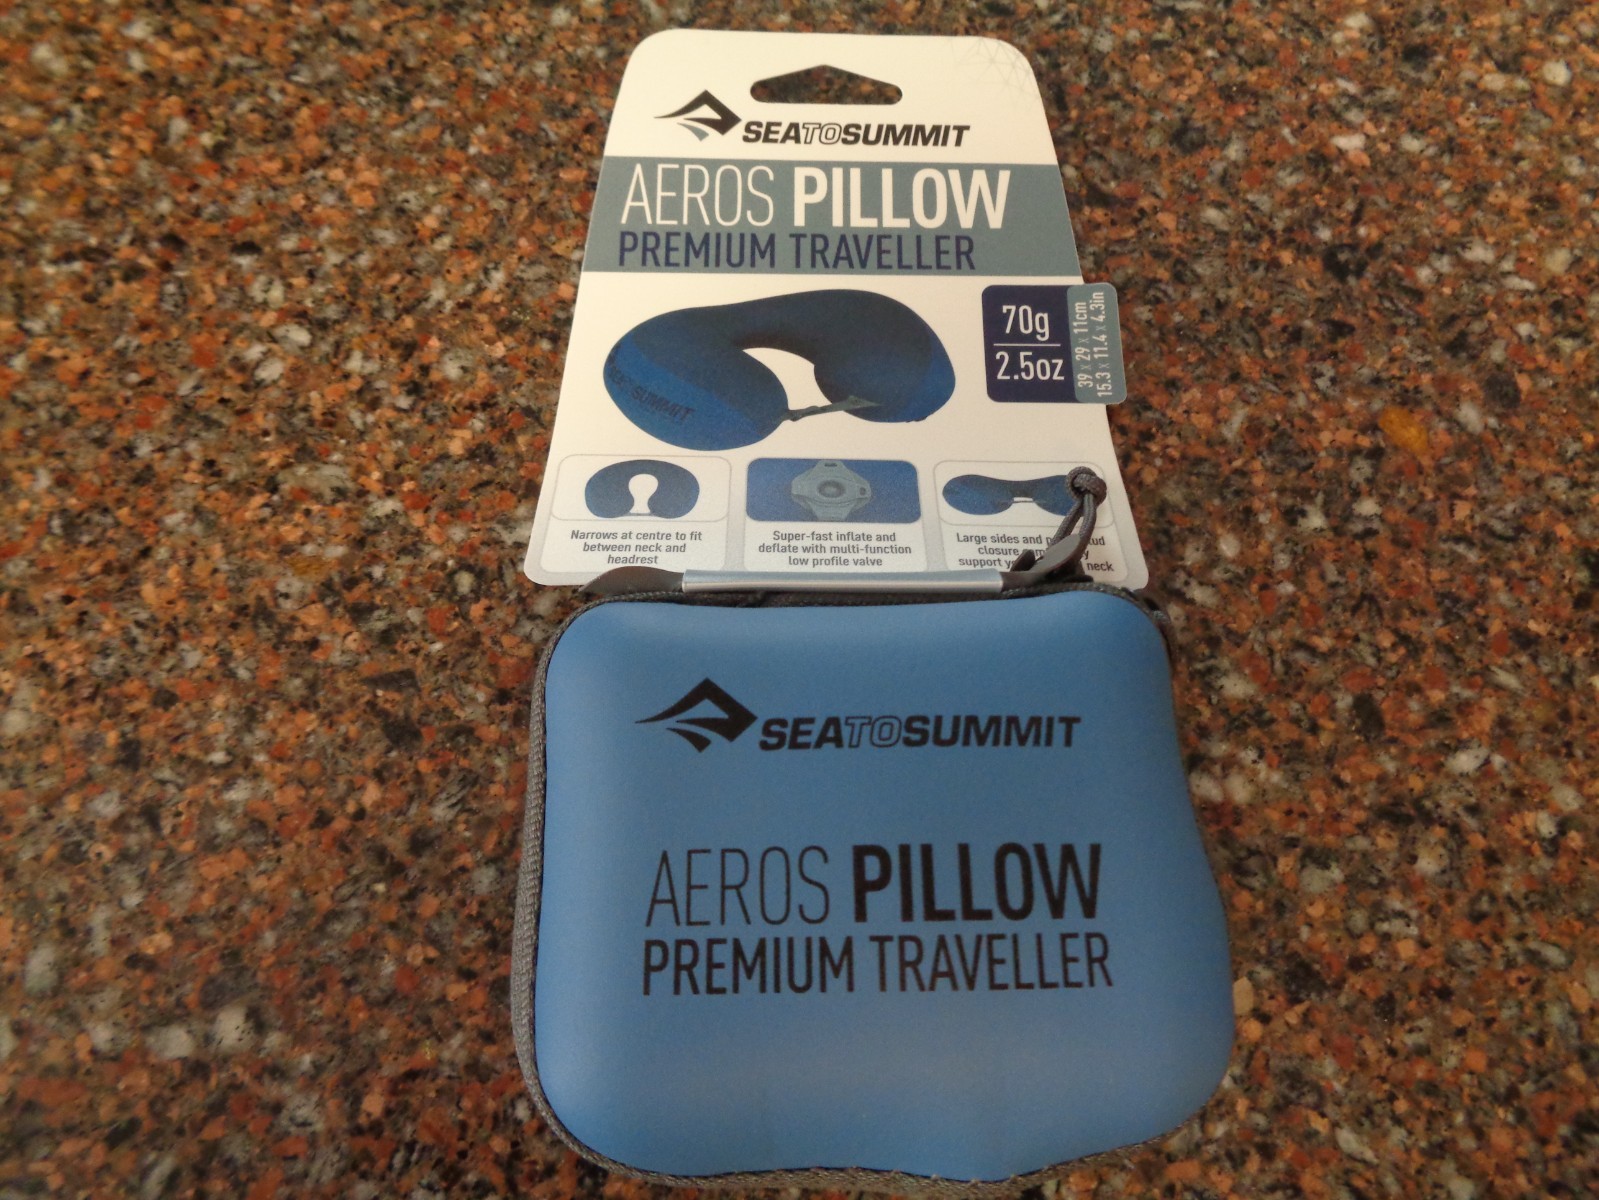 SEATOSUMMIT
AEROS PILLOW
PREMIUM TRAVELLER
70g
2.5oz
39 x 29 x 11cm
15.3 x 11.4 x 4.3in
SUMMIT
Narrows at centre to fit
between neck and
headrest
Super-fast inflate and
deflate with multi-function
low profile valve
Large sides and
closure
support neck
SEATOSUMMIT
AEROS PILLOW
PREMIUM TRAVELLER